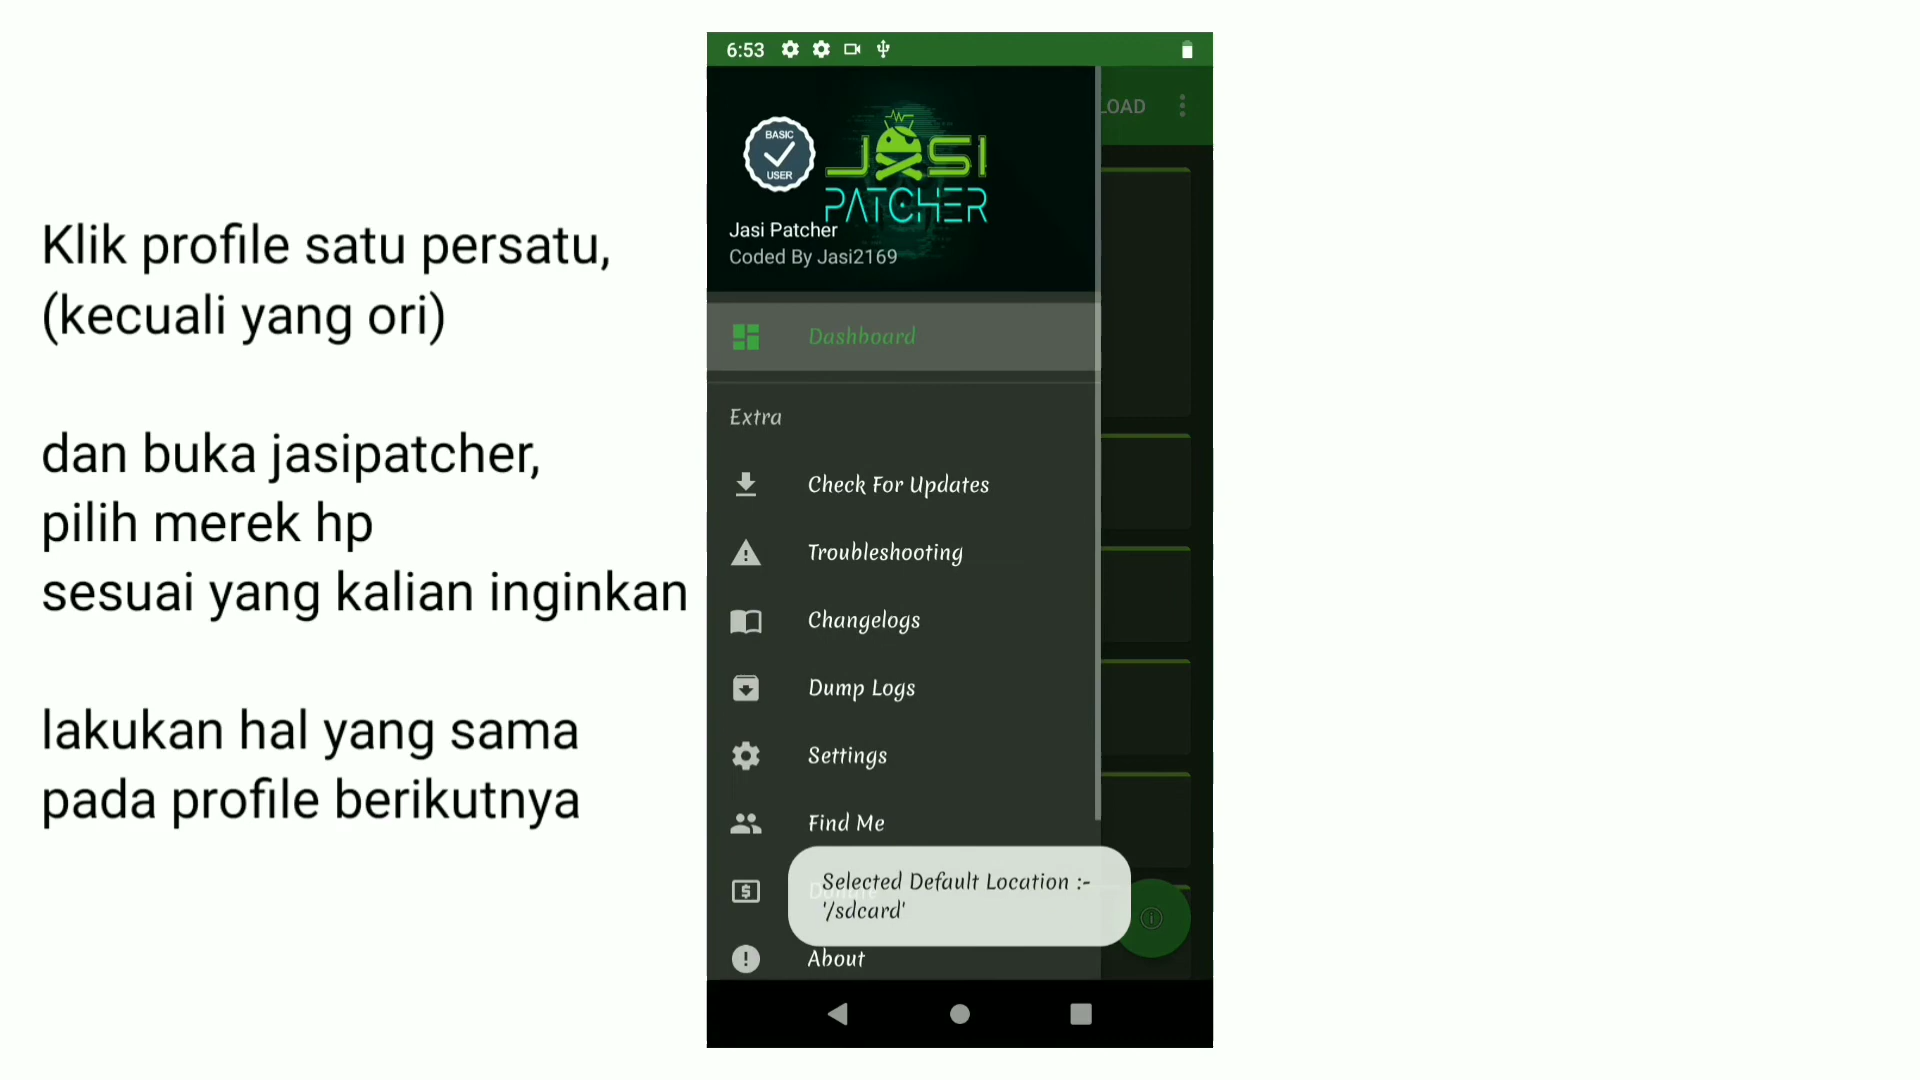 Klik profile satu persatu,
(kecuali yang ori)
dan buka jasipatcher,
pilih merek hp
sesuai yang kalian inginkan
lakukan hal yang sama
pada profile berikutnya
6:53
LOAD
BASIC
USER
JASI
PATCHER
Jasi Patcher
Coded By Jasi2169
Dashboard
Extra
Check For Updates
Troubleshooting
Changelogs
Dump Logs
Settings
Find Me
Selected Default Location :-
'/sdcard'
About